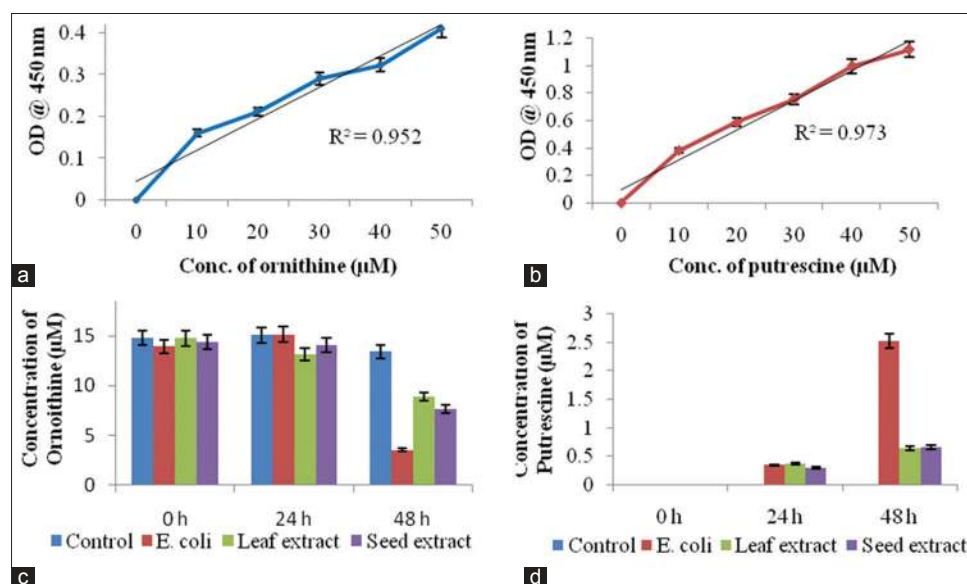 OD @ 450 nm
0.4
0.3
0.2
0.1
0
R² = 0.952
0 10 20 30 40 50
Conc. of ornithine (µM)
a
OD @ 450 nm
1.2
1
0.8
0.6
0.4
0.2
0
R² = 0.973
0 10 20 30 40 50
Conc. of putrescine (µM)
b
Concentration of
Ornoithine (µM)
15
10
5
0
0 h 24 h 48 h
Control E. coli Leaf extract Seed extract
c
Concentration of
Putrescine (µM)
3
2.5
2
1.5
1
0.5
0
0 h 24 h 48 h
Control E. coli Leaf extract Seed extract
d